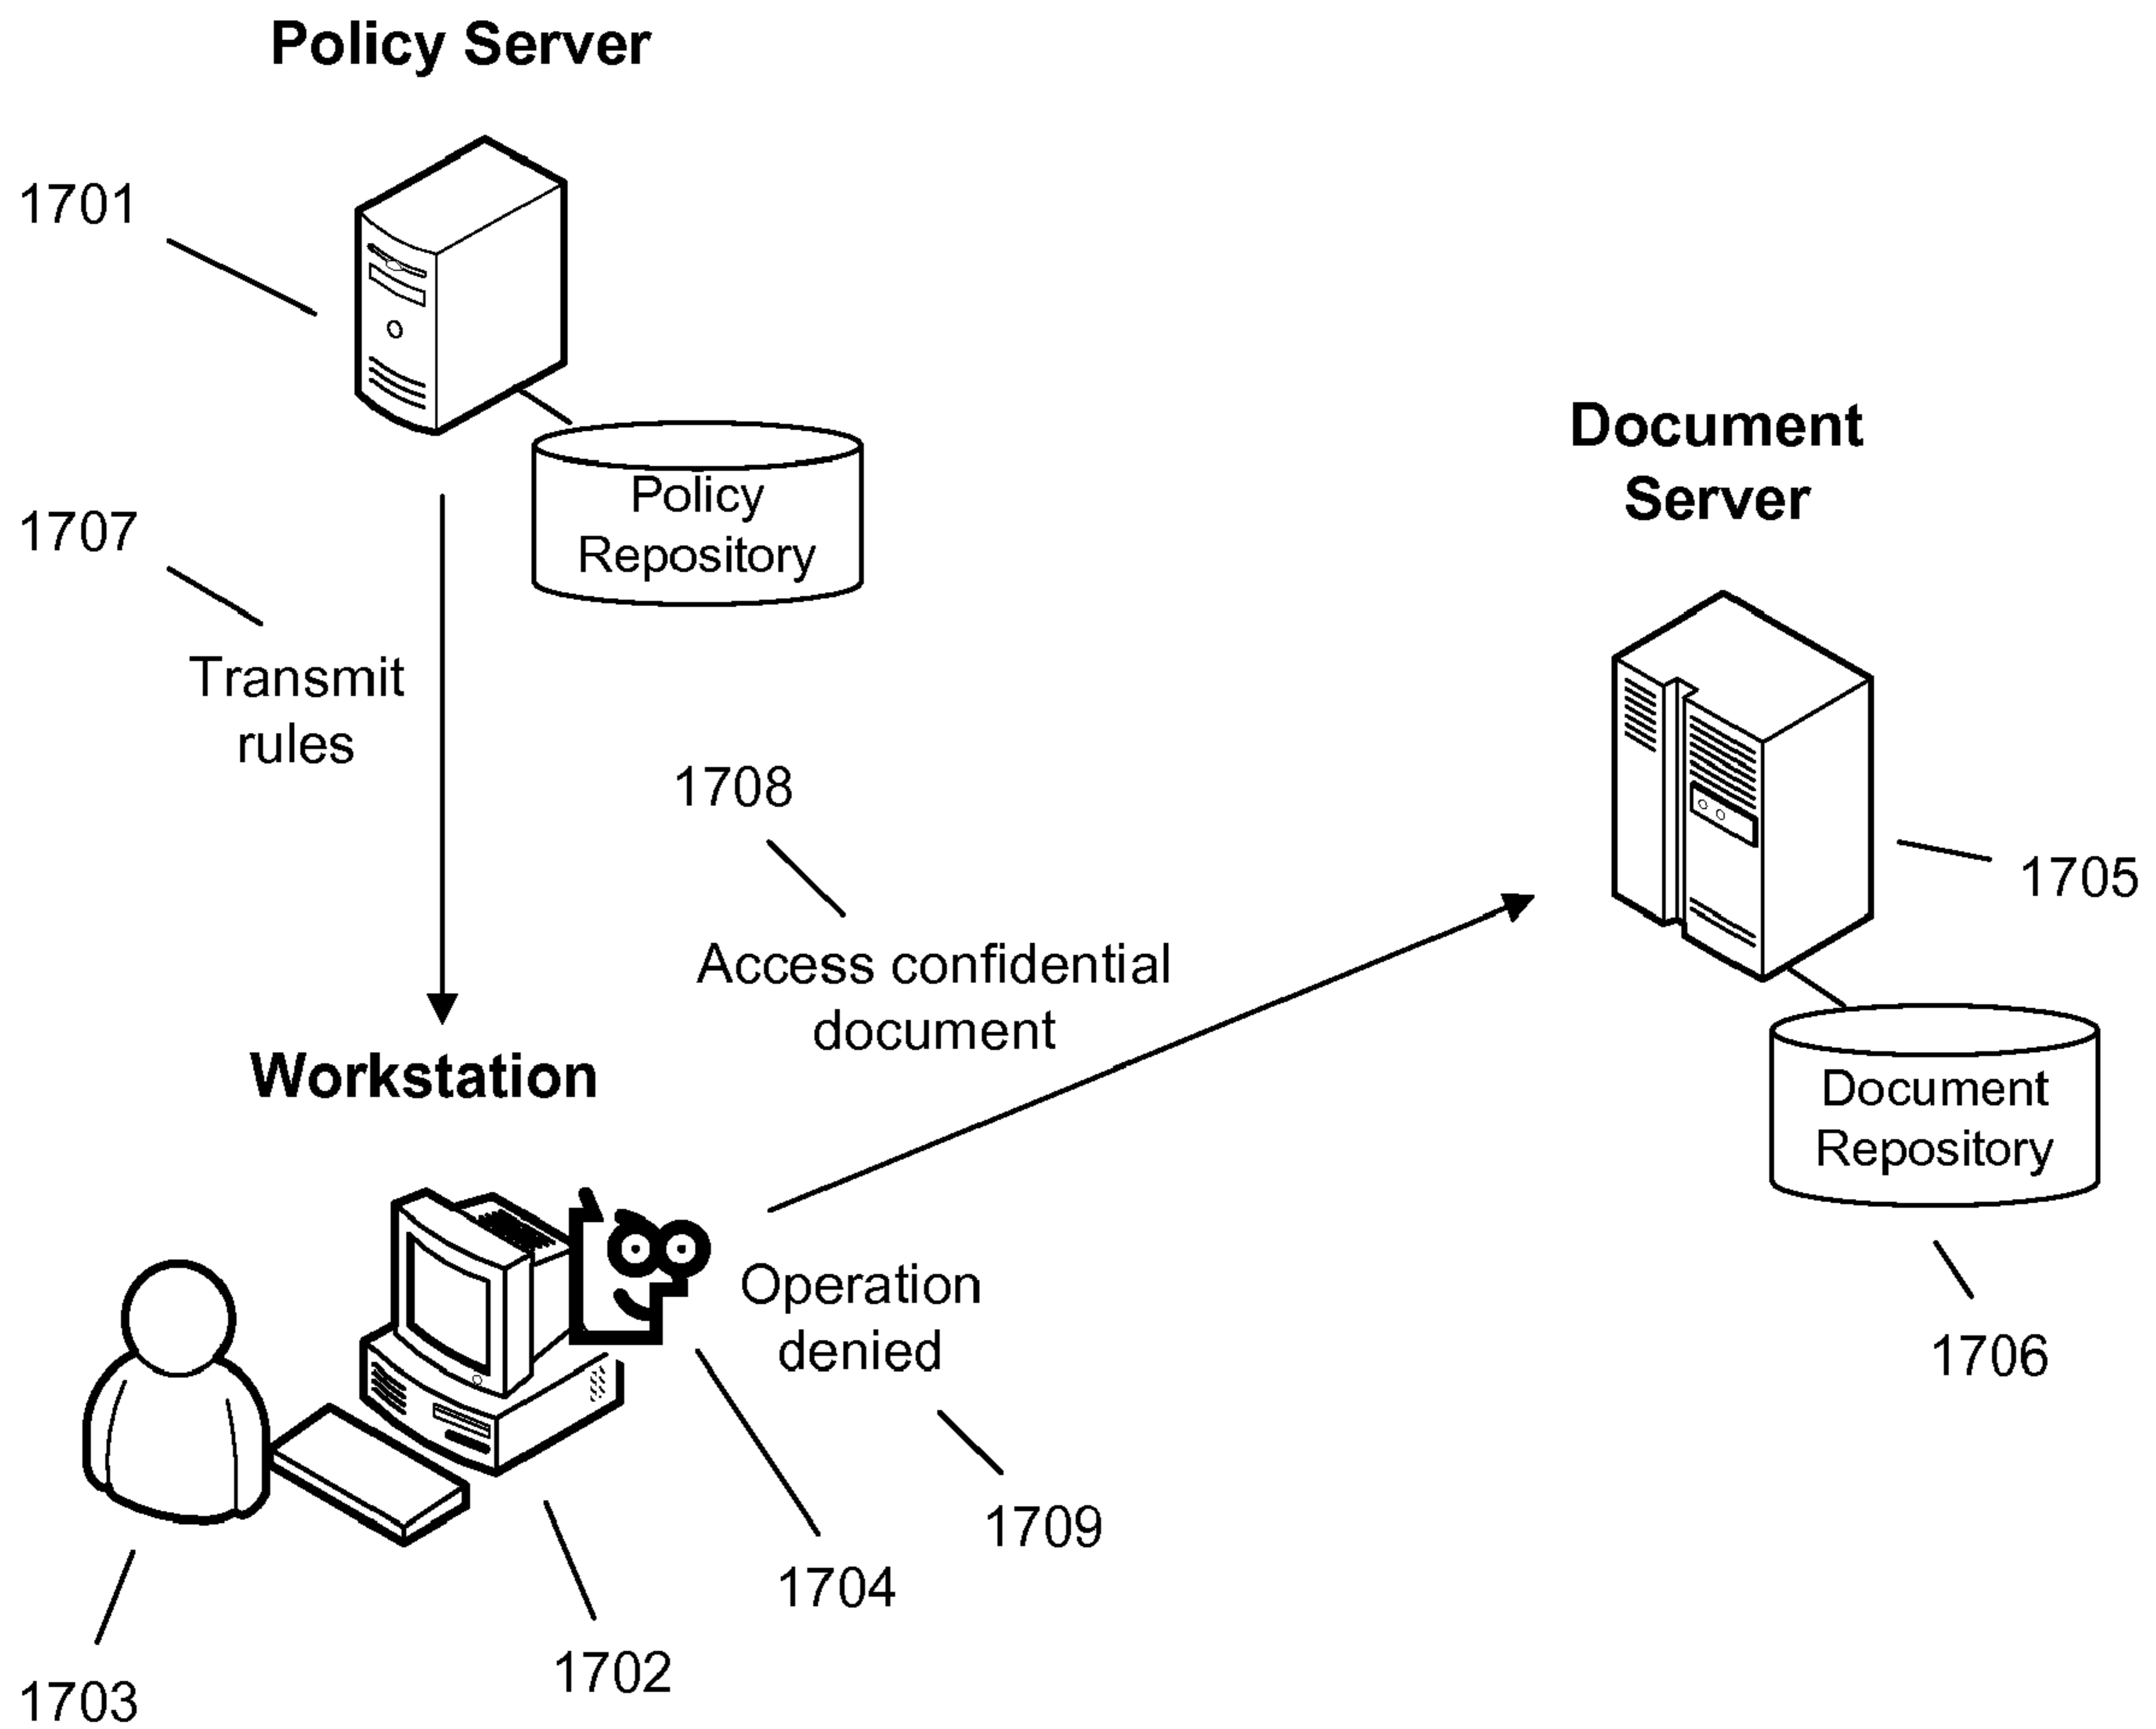 Policy Server
1701
Policy
Repository
1707
Transmit
rules
Document
Server
1708
1705
Access confidential
document
Workstation
Document
Repository
Operation
denied
1706
1709
1704
1702
1703